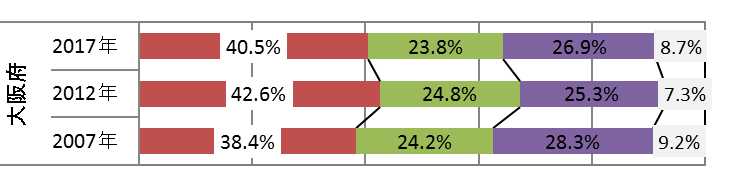 大阪府
2017年 40.5% 23.8% 26.9% 8.7%
2012年 42.6% 24.8% 25.3% 7.3%
2007年 38.4% 24.2% 28.3% 9.2%